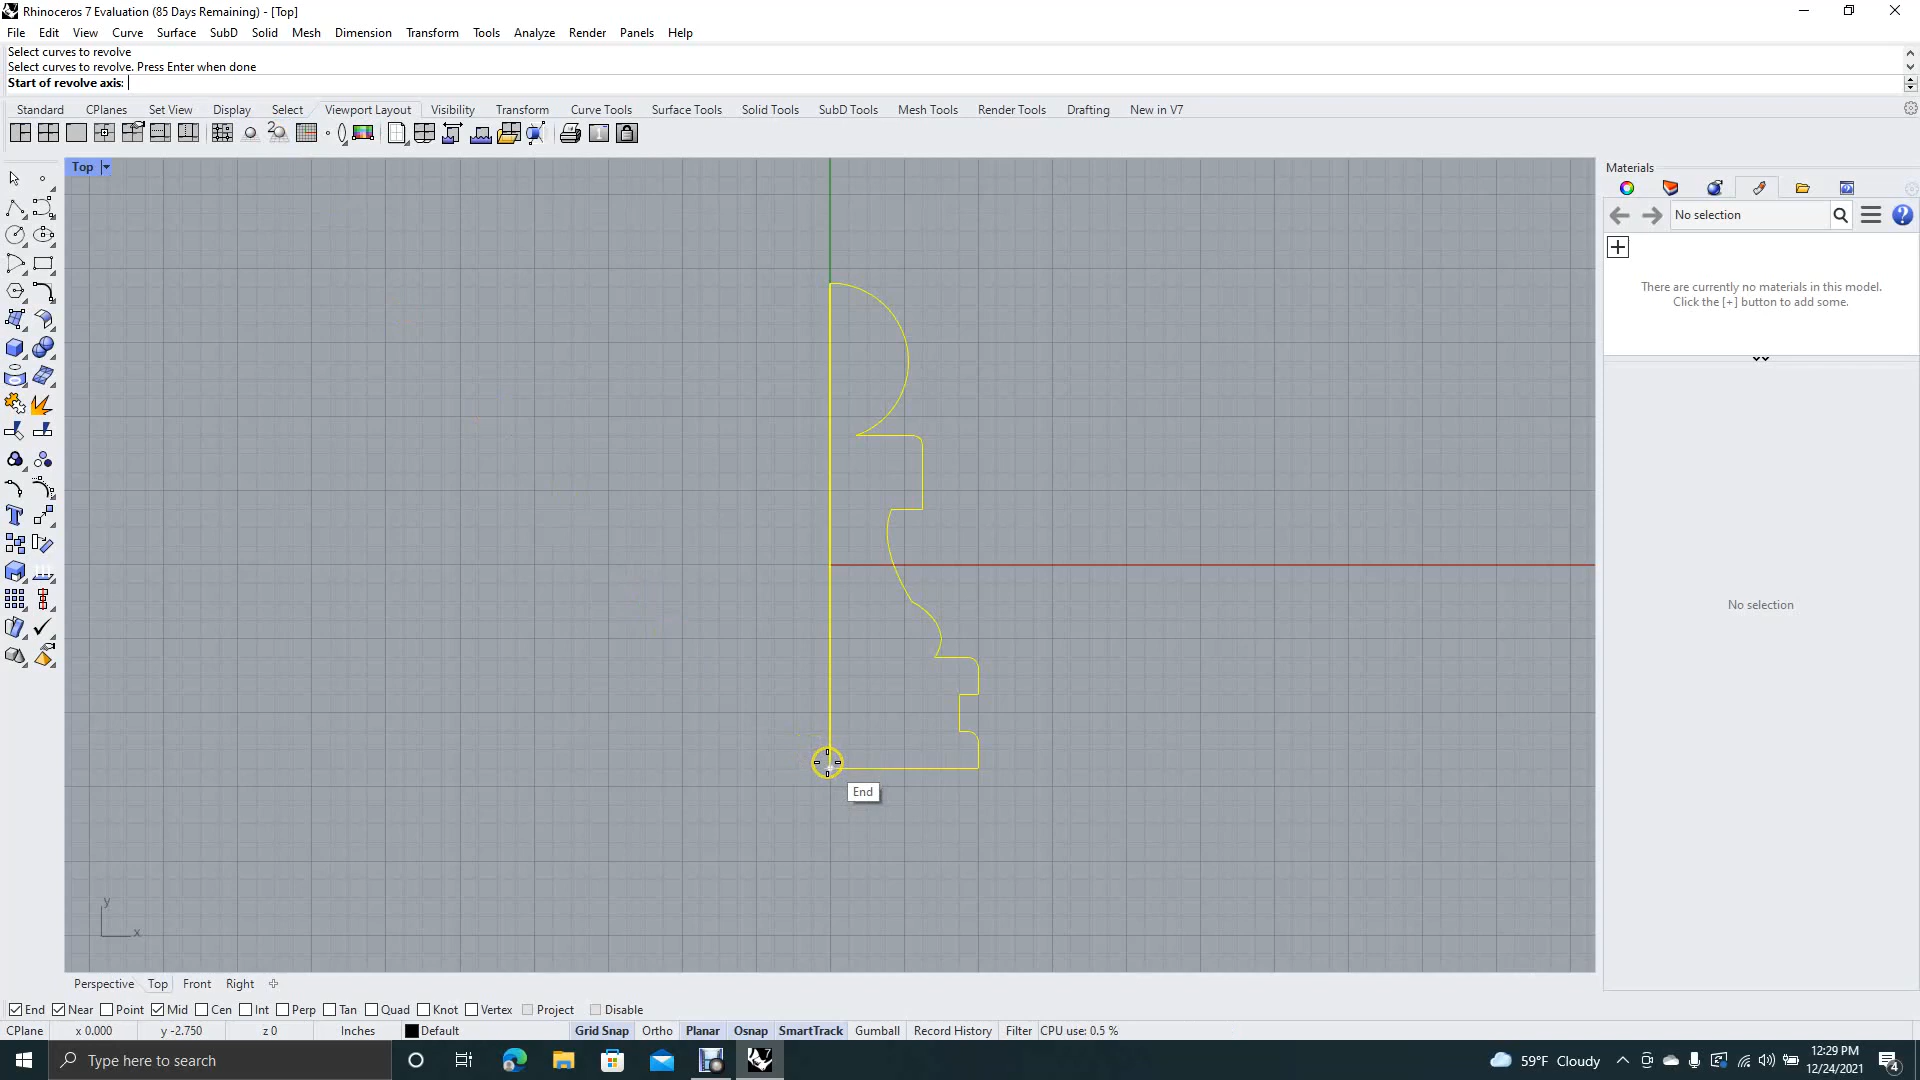 Rhinoceros 7 Evaluation (85 Days Remaining) - [Top]
File Edit View Curve Surface SubD Solid Mesh Dimension Transform Tools Analyze Render Panels Help
Select curves to revolve
Select curves to revolve. Press Enter when done
Start of revolve axis:
Standard CPlanes Set View Display Select Viewport Layout Visibility Transform Curve Tools Surface Tools Solid Tools SubD Tools Mesh Tools Render Tools Drafting New in V7
Top
Materials
No selection
There are currently no materials in this model.
Click the [+] button to add some.
No selection
End
y
x
Perspective Top Front Right
End Near Point Mid Cen Int Perp Tan Quad Knot Vertex Project Disable
CPlane x 0.000 y -2.750 z 0 Inches Default Grid Snap Ortho Planar Osnap SmartTrack Gumball Record History Filter CPU use: 0.5 %
Type here to search
59°F Cloudy
12:29 PM
12/24/2021
4